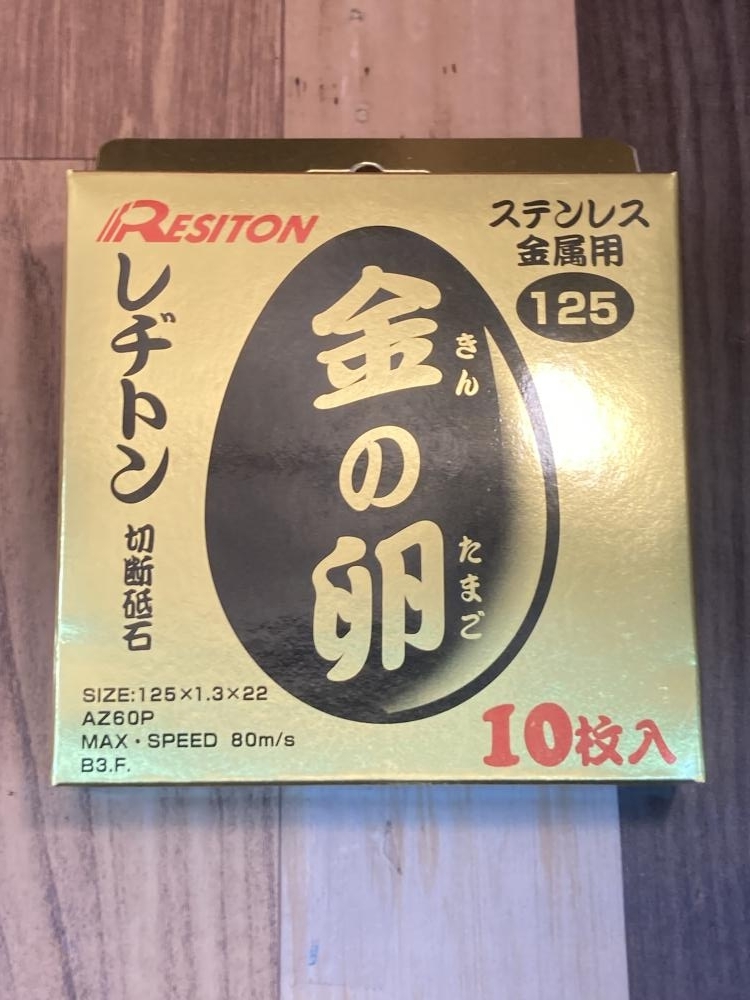 RESITON
レヂトン
切断砥石
金の卵
きん
たまご
ステンレス
金属用
125
SIZE:125×1.3×22
AZ60P
MAX・SPEED 80m/s
B3.F.
10枚入